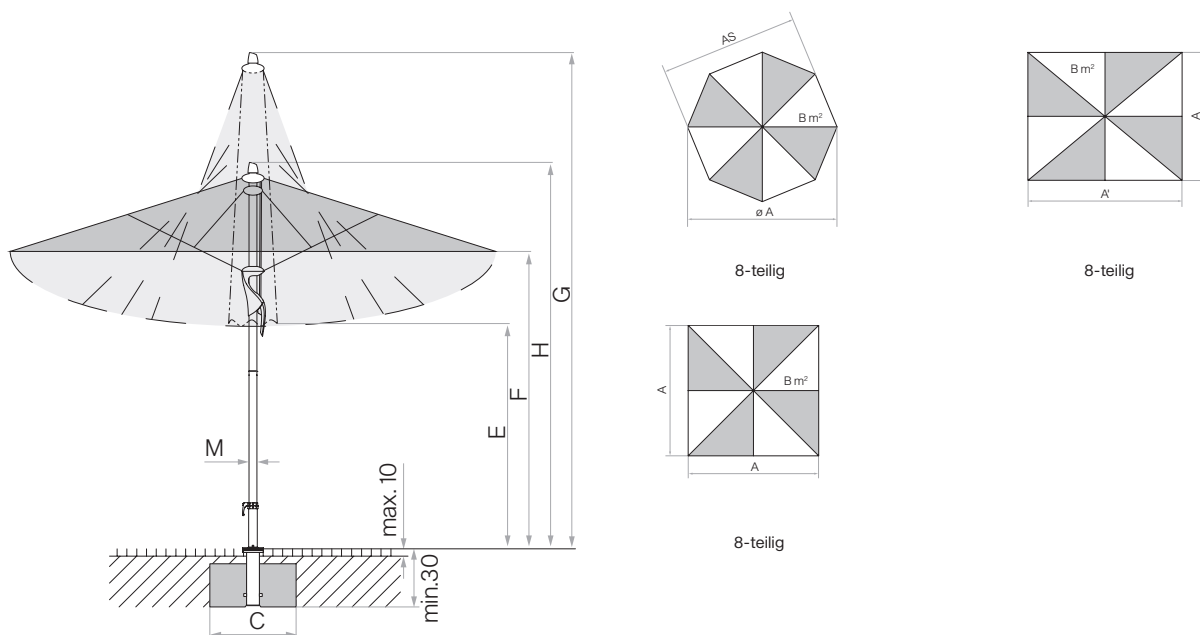 AS
B m²
ø A
8-teilig
B m²
A
A'
8-teilig
A
B m²
A
8-teilig
G
H
F
E
M
max. 10
min.30
C